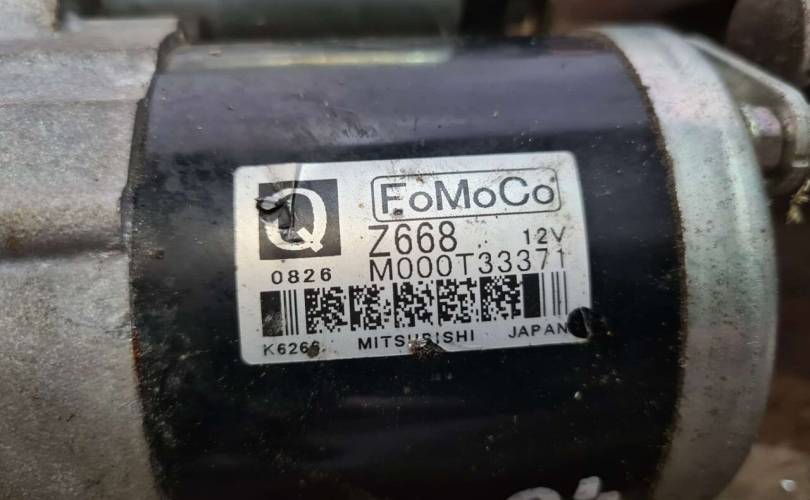 Q
FoMoCo
Z668 12V
0826 M000T33371
K6266 MITSUBISHI JAPAN